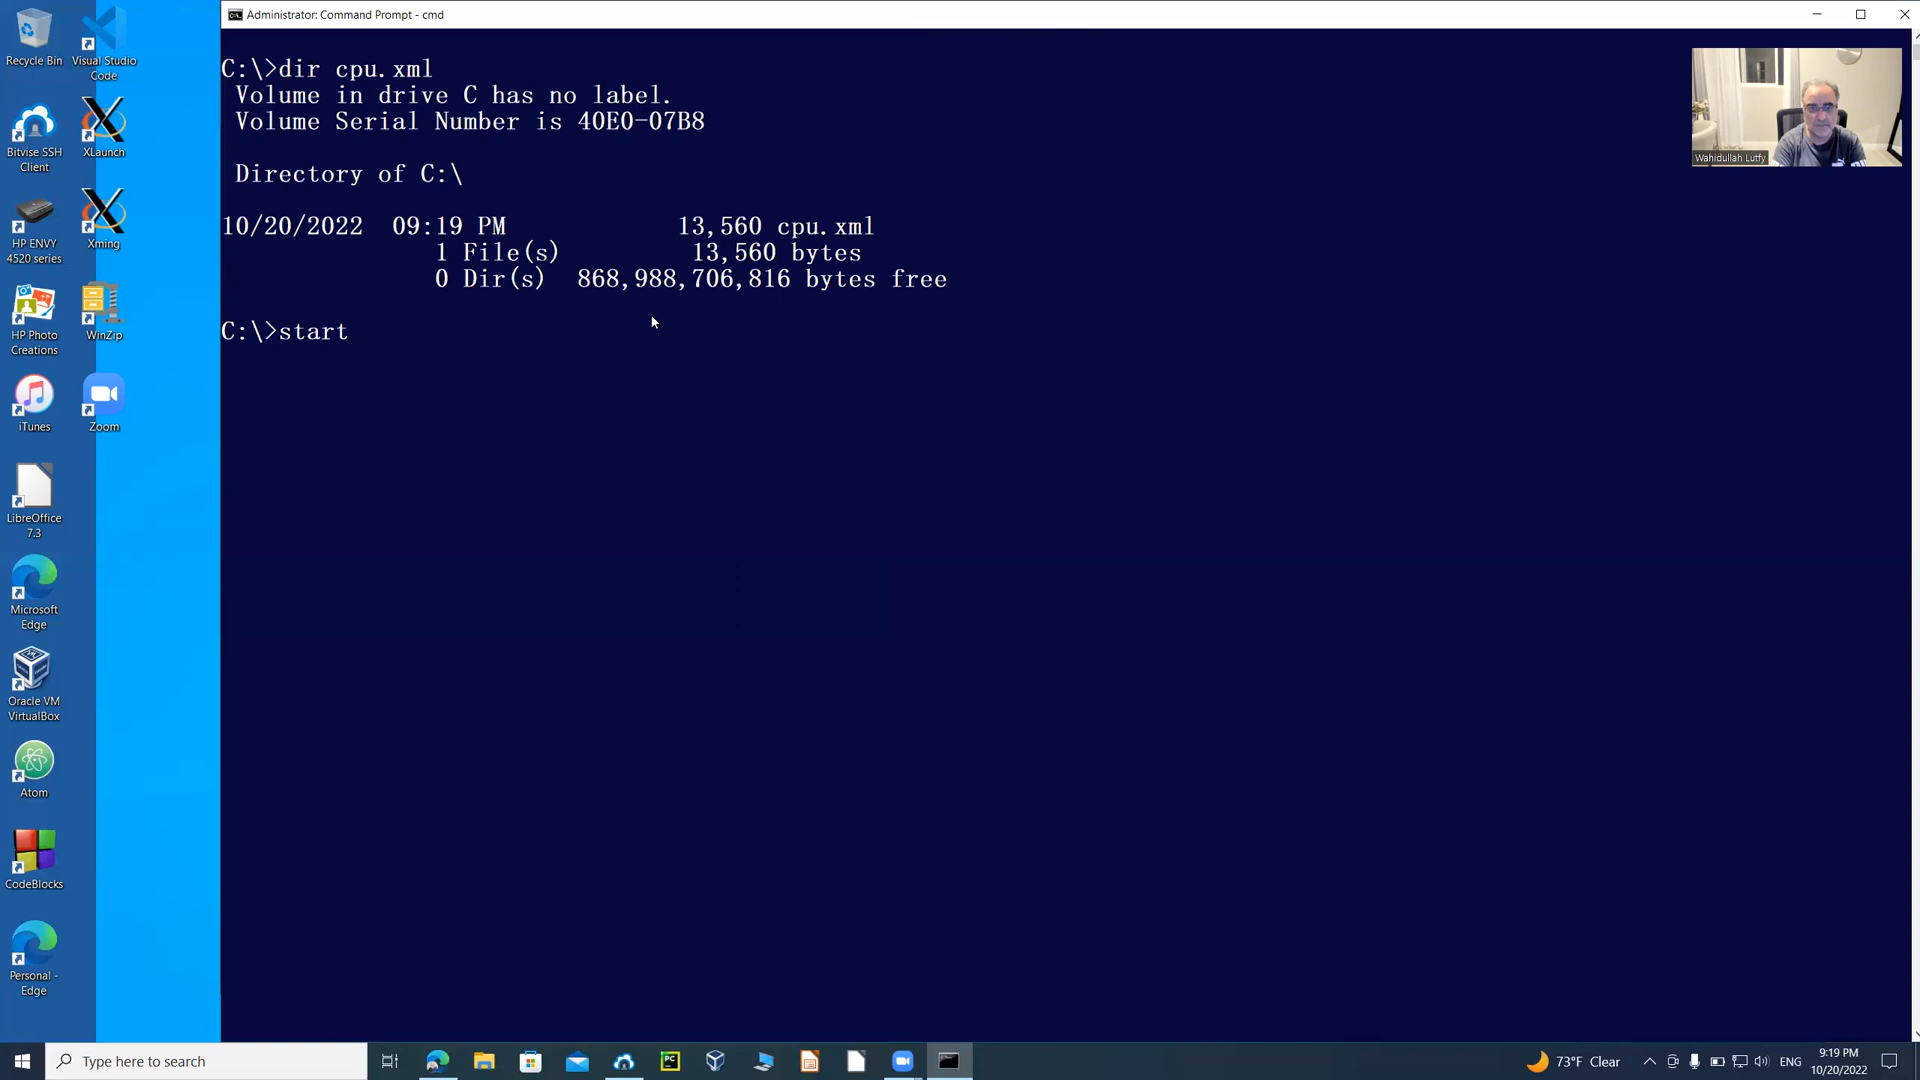 Administrator: Command Prompt - cmd
C:\>dir cpu.xml
Volume in drive C has no label.
Volume Serial Number is 40E0-07B8
Directory of C:\
10/20/2022 09:19 PM 13,560 cpu.xml
1 File(s) 13,560 bytes
0 Dir(s) 868,988,706,816 bytes free
C:\>start
Wahidullah Lutfy
Recycle Bin
Visual Studio
Code
Bitvise SSH
Client
XLaunch
HP ENVY
4520 series
Xming
HP Photo
Creations
WinZip
iTunes
Zoom
LibreOffice
7.3
Microsoft
Edge
Oracle VM
VirtualBox
Atom
CodeBlocks
Personal -
Edge
Type here to search
PC
73°F Clear
ENG
9:19 PM
10/20/2022